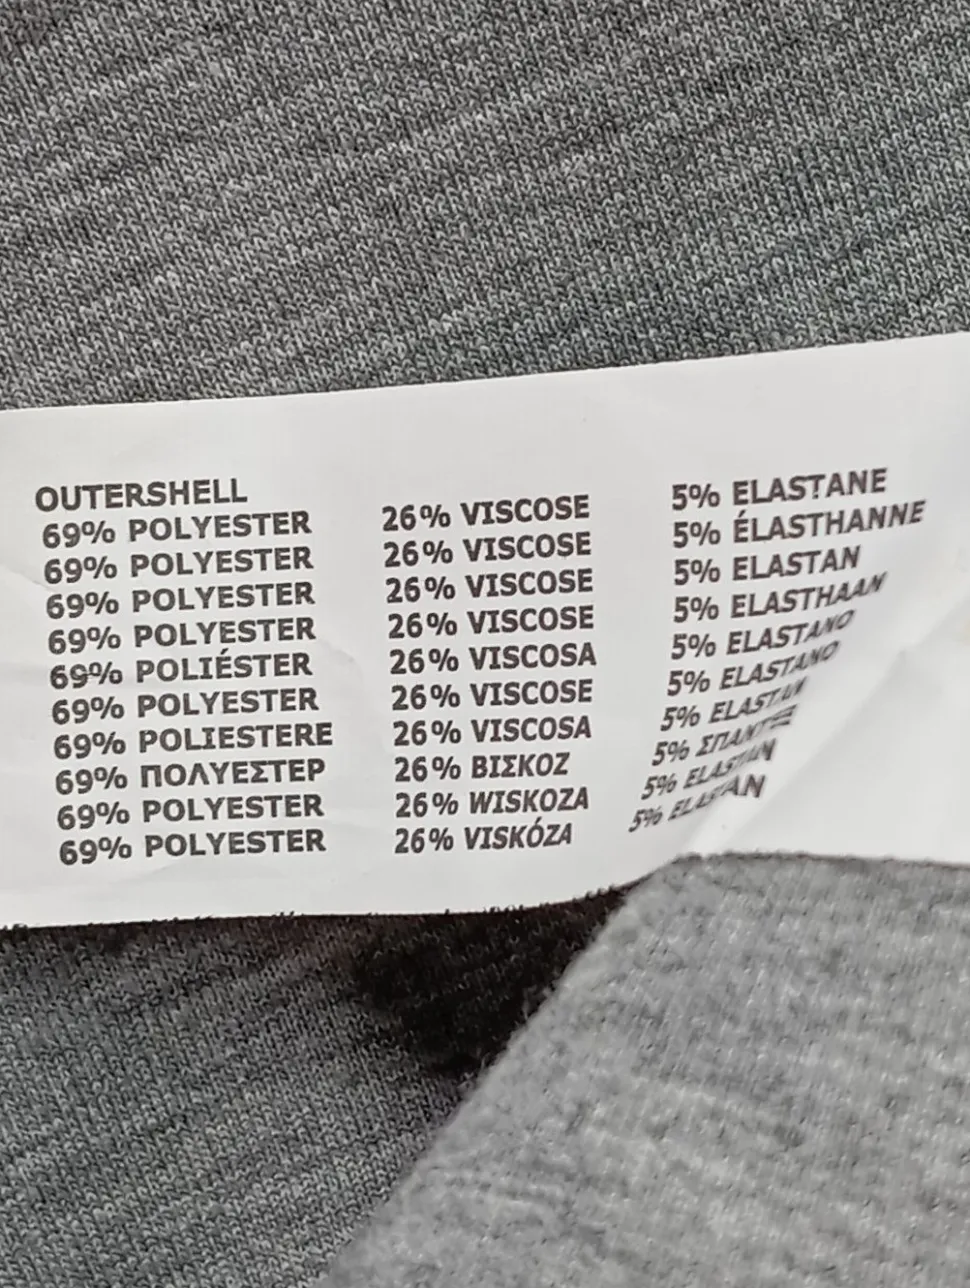 OUTERSHELL
69% POLYESTER 26% VISCOSE 5% ELASTANE
69% POLYESTER 26% VISCOSE 5% ÉLASTHANNE
69% POLYESTER 26% VISCOSE 5% ELASTAN
69% POLYESTER 26% VISCOSE 5% ELASTHAAN
69% POLIÉSTER 26% VISCOSA 5% ELASTANO
69% POLYESTER 26% VISCOSE 5% ELASTANO
69% POLIESTERE 26% VISCOSA 5% ELASTAN
69% ΠΟΛΥΕΣΤΕΡ 26% ΒΙΣΚΟΖ 5% ΣΠΑΝΤΕΞ
69% POLYESTER 26% WISKOZA 5% ELASTAN
69% POLYESTER 26% VISKÓZA 5% ELASTAN